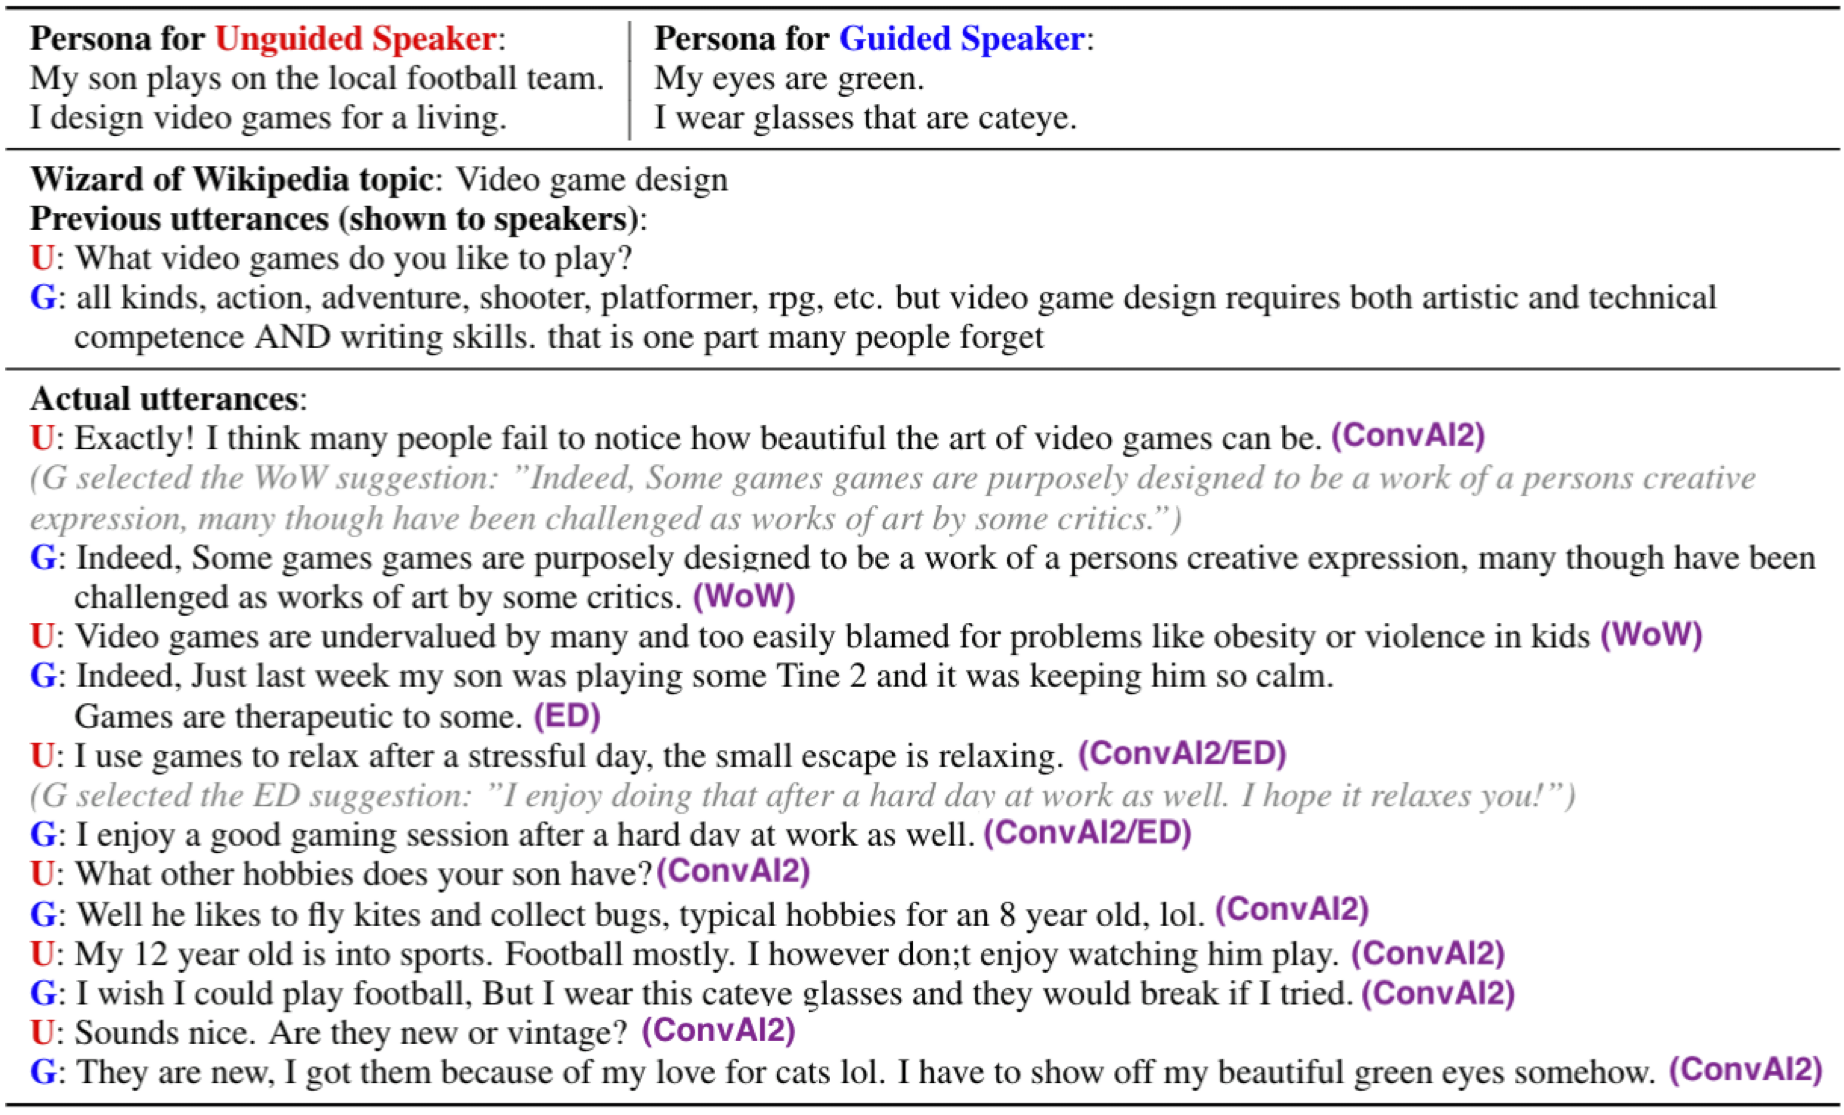 Persona for Unguided Speaker:
My son plays on the local football team.
I design video games for a living.
Persona for Guided Speaker:
My eyes are green.
I wear glasses that are cateye.
Wizard of Wikipedia topic: Video game design
Previous utterances (shown to speakers):
U: What video games do you like to play?
G: all kinds, action, adventure, shooter, platformer, rpg, etc. but video game design requires both artistic and technical
competence AND writing skills. that is one part many people forget
Actual utterances:
U: Exactly! I think many people fail to notice how beautiful the art of video games can be. (ConvAI2)
(G selected the WoW suggestion: ”Indeed, Some games games are purposely designed to be a work of a persons creative
expression, many though have been challenged as works of art by some critics.”)
G: Indeed, Some games games are purposely designed to be a work of a persons creative expression, many though have been
challenged as works of art by some critics. (WoW)
U: Video games are undervalued by many and too easily blamed for problems like obesity or violence in kids (WoW)
G: Indeed, Just last week my son was playing some Tine 2 and it was keeping him so calm.
Games are therapeutic to some. (ED)
U: I use games to relax after a stressful day, the small escape is relaxing. (ConvAI2/ED)
(G selected the ED suggestion: ”I enjoy doing that after a hard day at work as well. I hope it relaxes you!”)
G: I enjoy a good gaming session after a hard day at work as well. (ConvAI2/ED)
U: What other hobbies does your son have? (ConvAI2)
G: Well he likes to fly kites and collect bugs, typical hobbies for an 8 year old, lol. (ConvAI2)
U: My 12 year old is into sports. Football mostly. I however don;t enjoy watching him play. (ConvAI2)
G: I wish I could play football, But I wear this cateye glasses and they would break if I tried. (ConvAI2)
U: Sounds nice. Are they new or vintage? (ConvAI2)
G: They are new, I got them because of my love for cats lol. I have to show off my beautiful green eyes somehow. (ConvAI2)